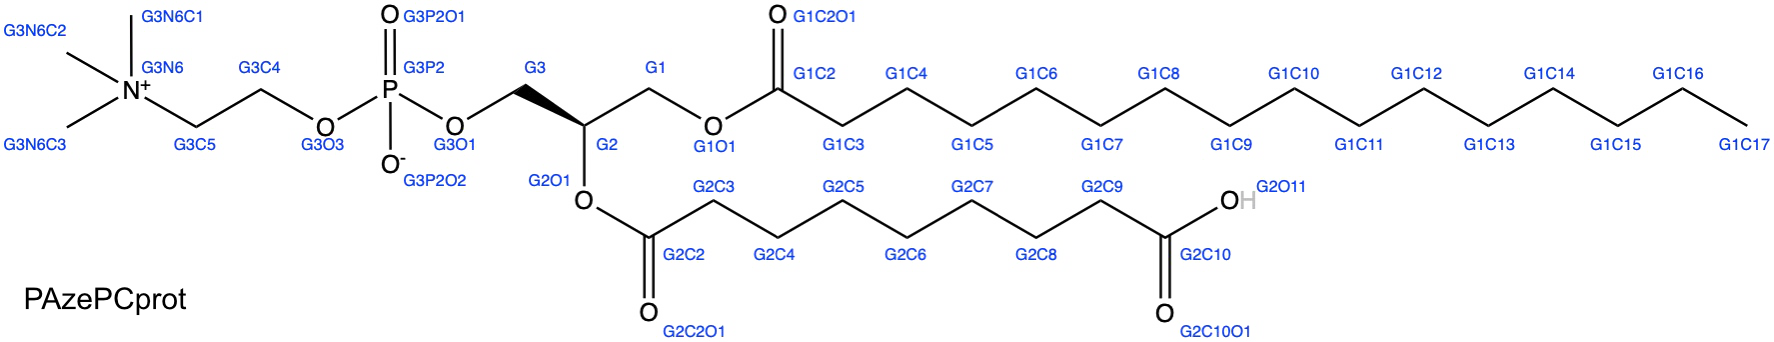 O G3P2O1 O G1C2O1
G3N6C1
G3N6C2
G3N6 G3C4 G3P2 G3 G1 G1C2 G1C4 G1C6 G1C8 G1C10 G1C12 G1C14 G1C16
N+ P
O O O
G3N6C3 G3C5 G3O3 G3O1 G2 G1O1 G1C3 G1C5 G1C7 G1C9 G1C11 G1C13 G1C15 G1C17
O- G3P2O2 G2O1 G2C3 G2C5 G2C7 G2C9 G2O11
O OH
G2C2 G2C4 G2C6 G2C8 G2C10
PAzePCprot
O O
G2C2O1 G2C10O1